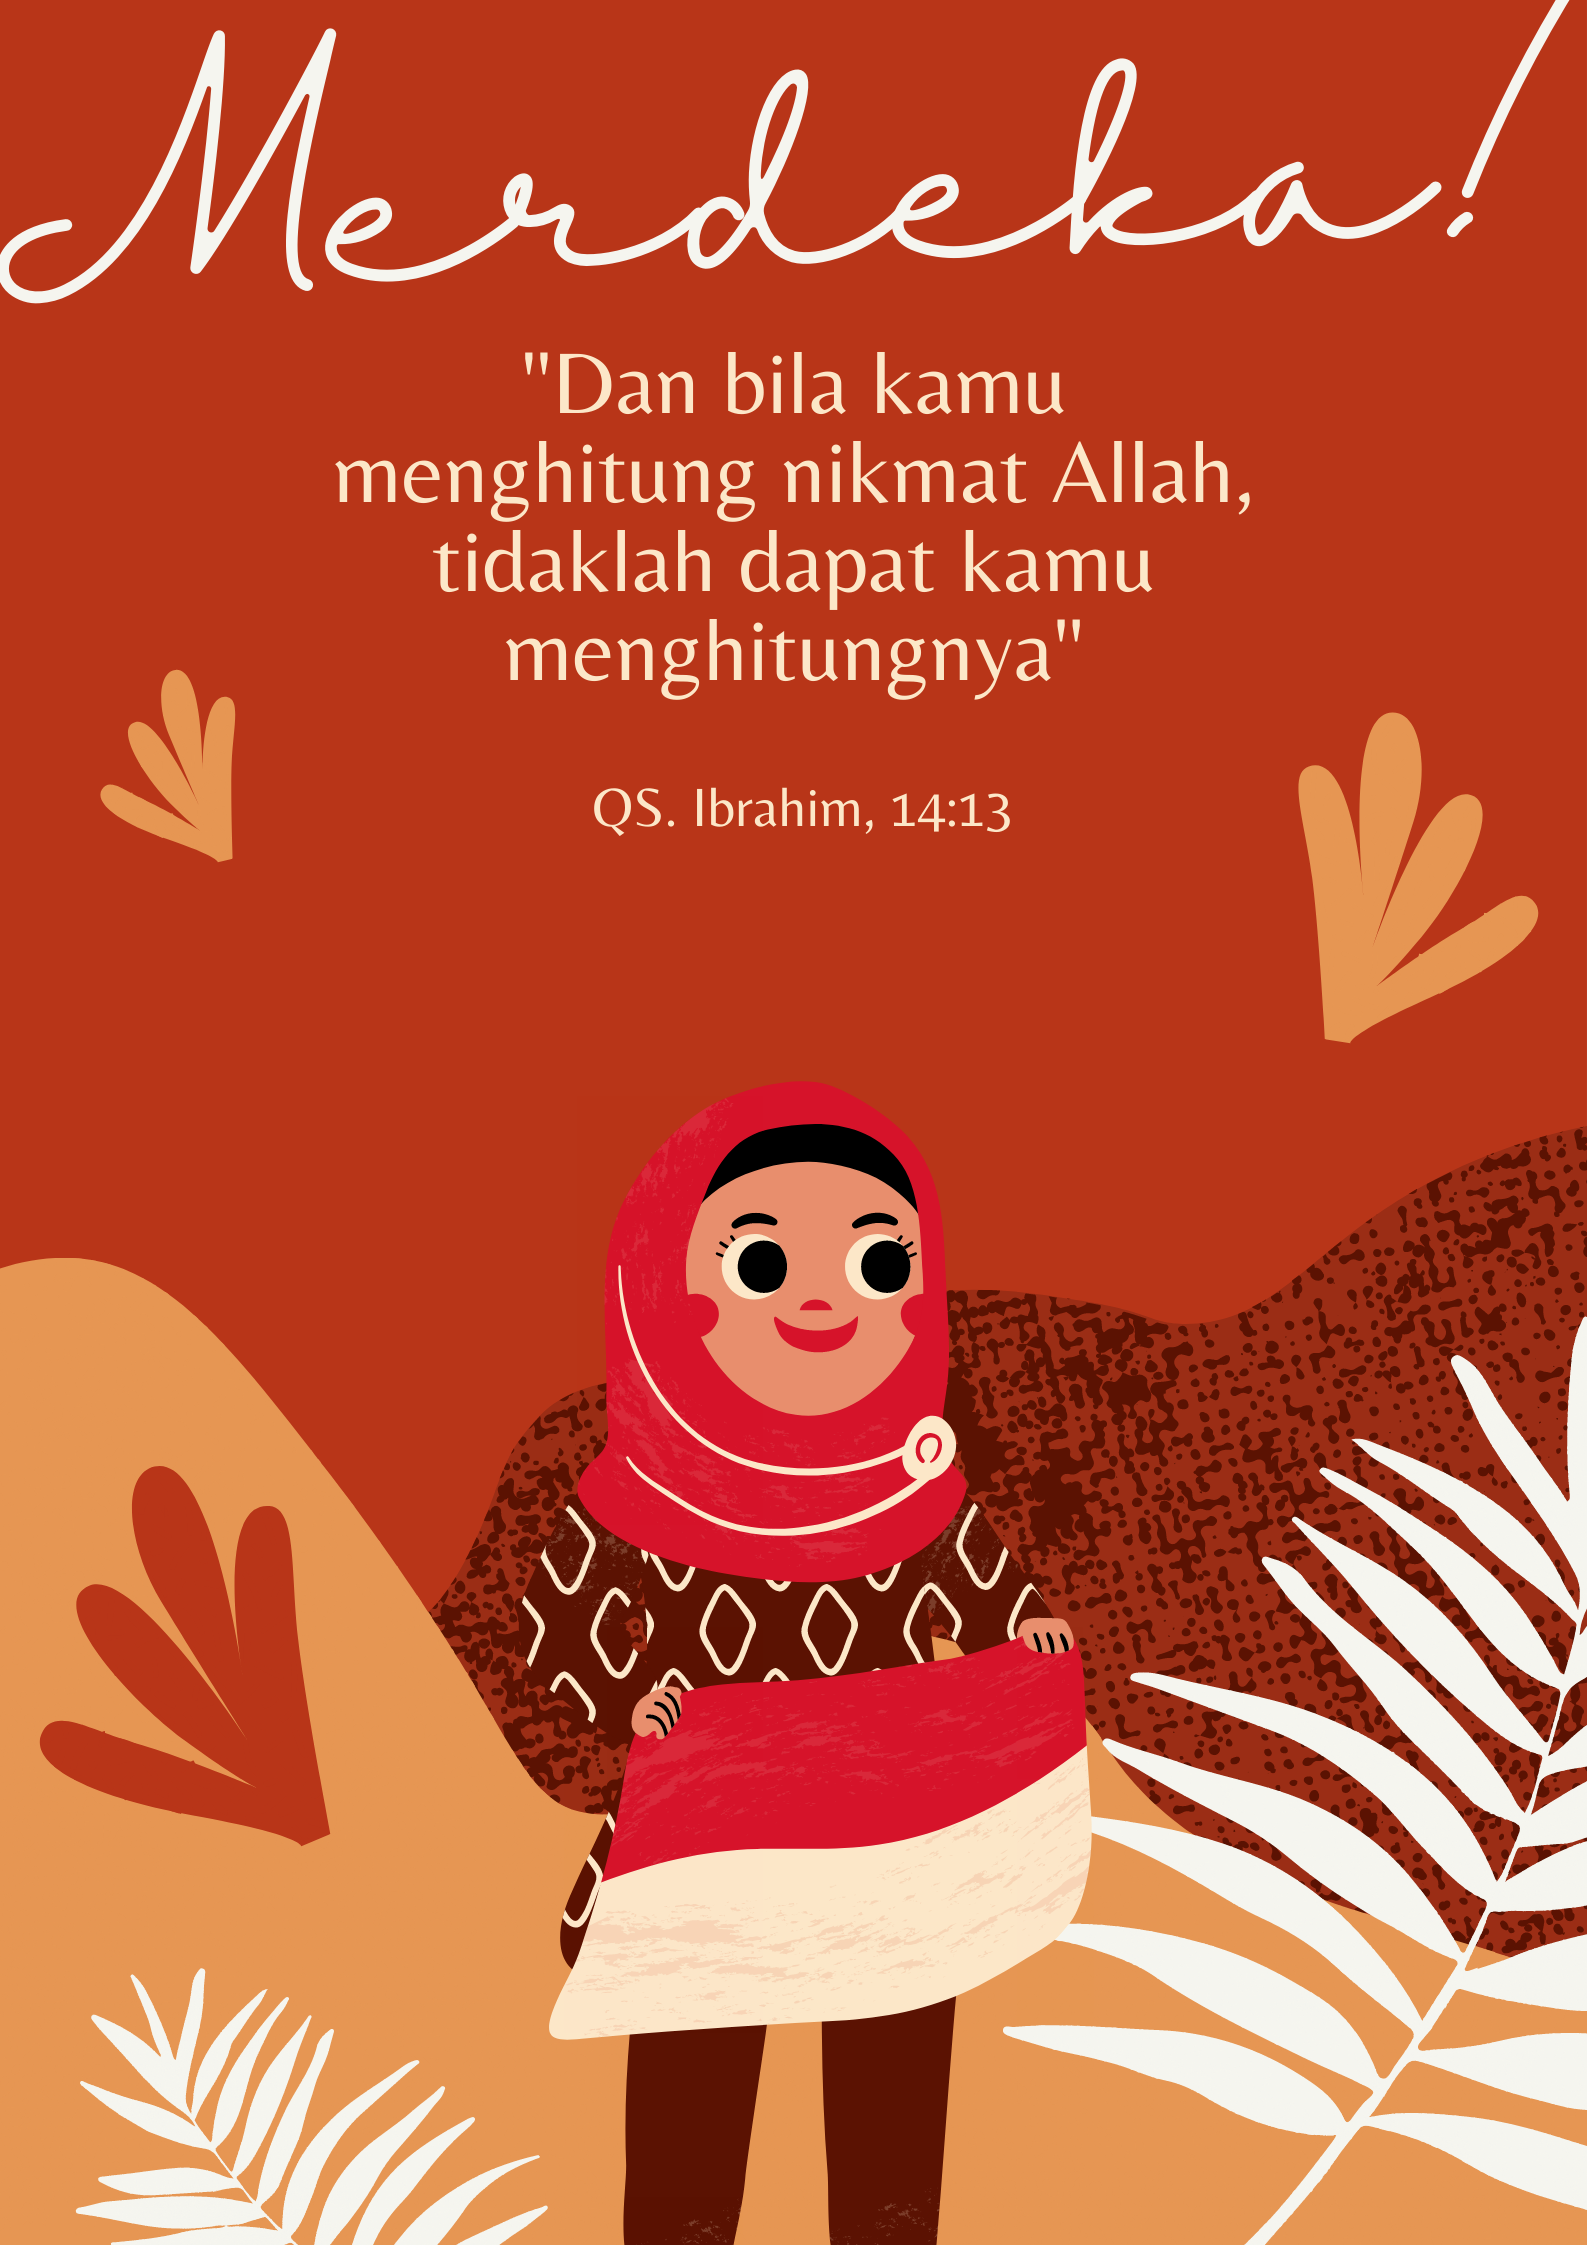 Merdeka!
"Dan bila kamu
menghitung nikmat Allah,
tidaklah dapat kamu
menghitungnya"
QS. Ibrahim, 14:13